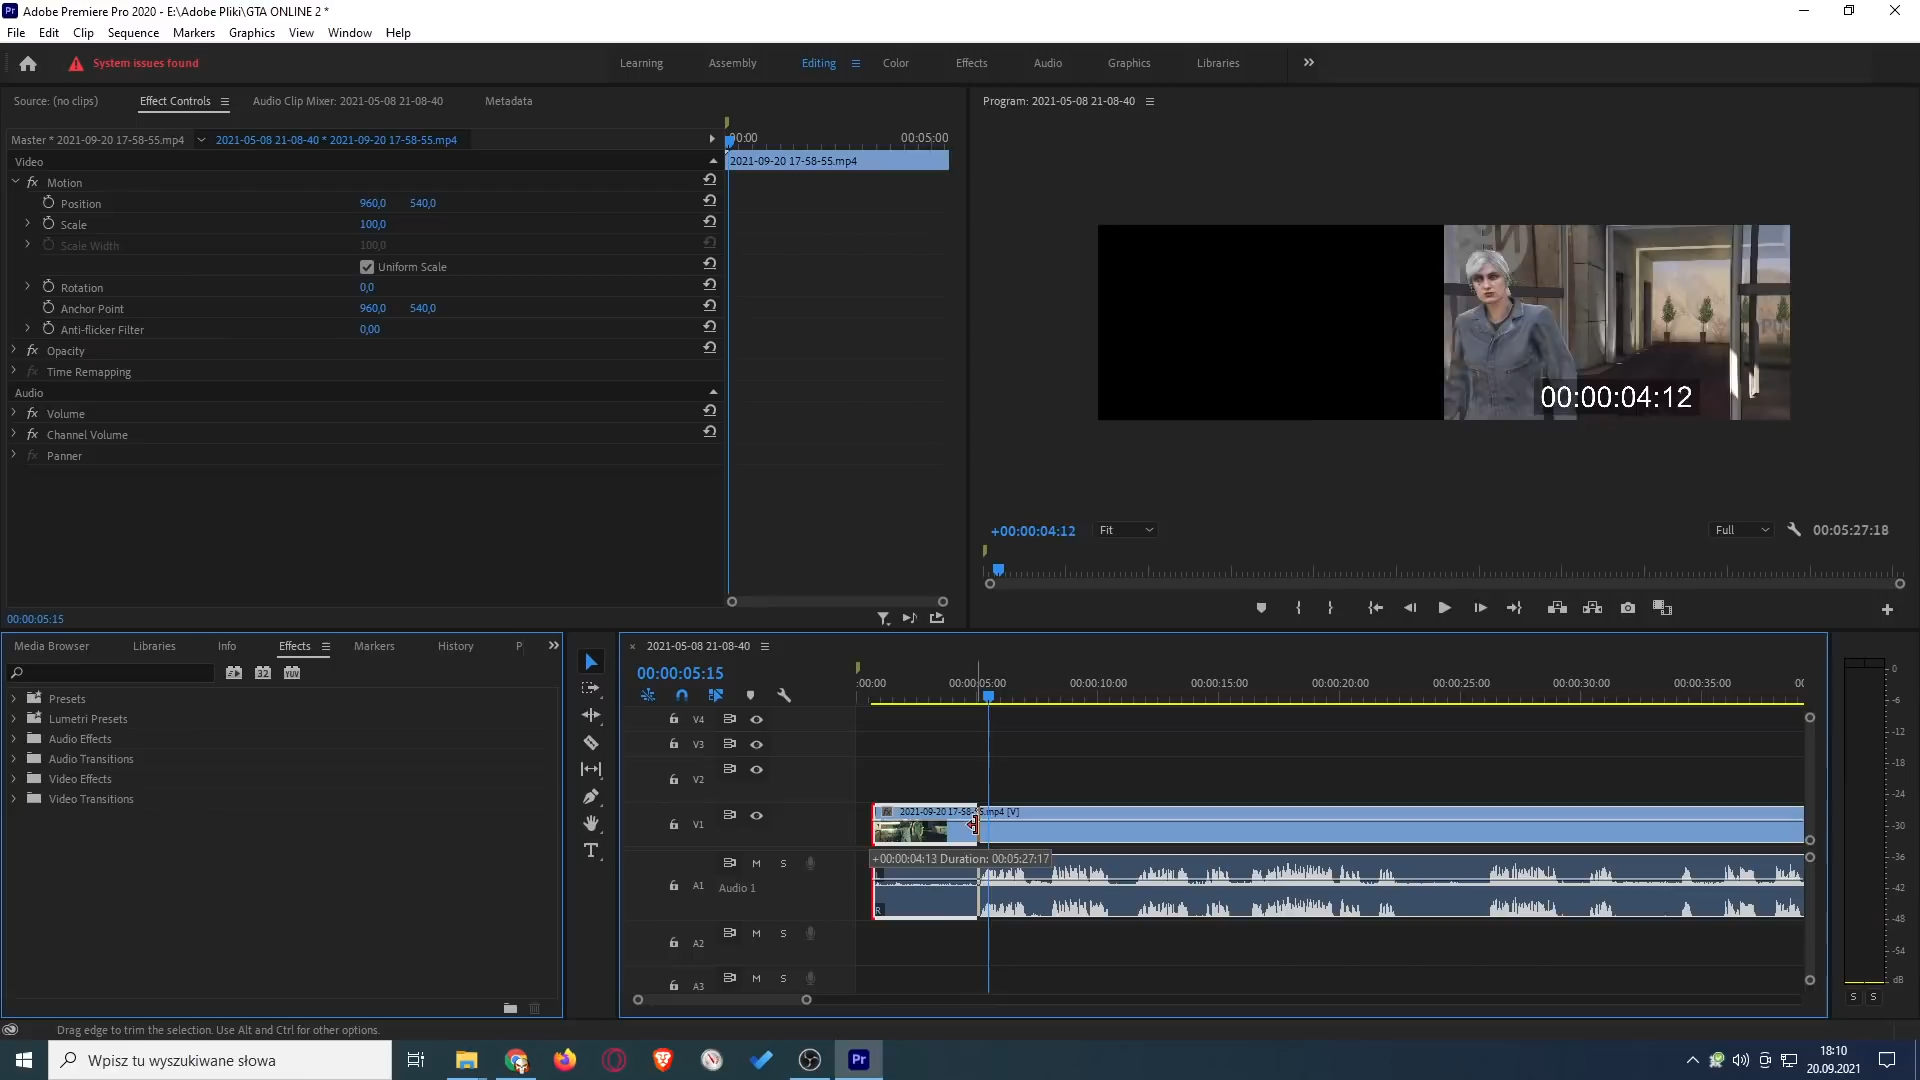 Adobe Premiere Pro 2020 - E:\Adobe Pliki\GTA ONLINE 2 *
File Edit Clip Sequence Markers Graphics View Window Help
System issues found
Learning Assembly Editing Color Effects Audio Graphics Libraries
Source: (no clips) Effect Controls Audio Clip Mixer: 2021-05-08 21-08-40 Metadata
Program: 2021-05-08 21-08-40
Master * 2021-09-20 17-58-55.mp4 2021-05-08 21-08-40 * 2021-09-20 17-58-55.mp4
00:05:00
Video
2021-09-20 17-58-55.mp4
fx Motion
Position 960,0 540,0
Scale 100,0
Scale Width 100,0
Uniform Scale
Rotation 0,0
Anchor Point 960,0 540,0
Anti-flicker Filter 0,00
fx Opacity
fx Time Remapping
Audio
fx Volume
fx Channel Volume
fx Panner
00:00:04:12
+00:00:04:12 Fit Full 00:05:27:18
00:00:05:15
Media Browser Libraries Info Effects Markers History P
Presets
Lumetri Presets
Audio Effects
Audio Transitions
Video Effects
Video Transitions
2021-05-08 21-08-40
00:00:05:15
:00:00 00:00:05:00 00:00:10:00 00:00:15:00 00:00:20:00 00:00:25:00 00:00:30:00 00:00:35:00
V4
V3
V2
2021-09-20 17-58-55.mp4 [V]
V1
+00:00:04:13 Duration: 00:05:27:17
M S
A1 Audio 1
R
M S
A2
M S
A3
0
-6
-12
-18
-24
-30
-36
-42
-48
-54
dB
S S
Drag edge to trim the selection. Use Alt and Ctrl for other options.
Wpisz tu wyszukiwane słowa
Pr
18:10
20.09.2021